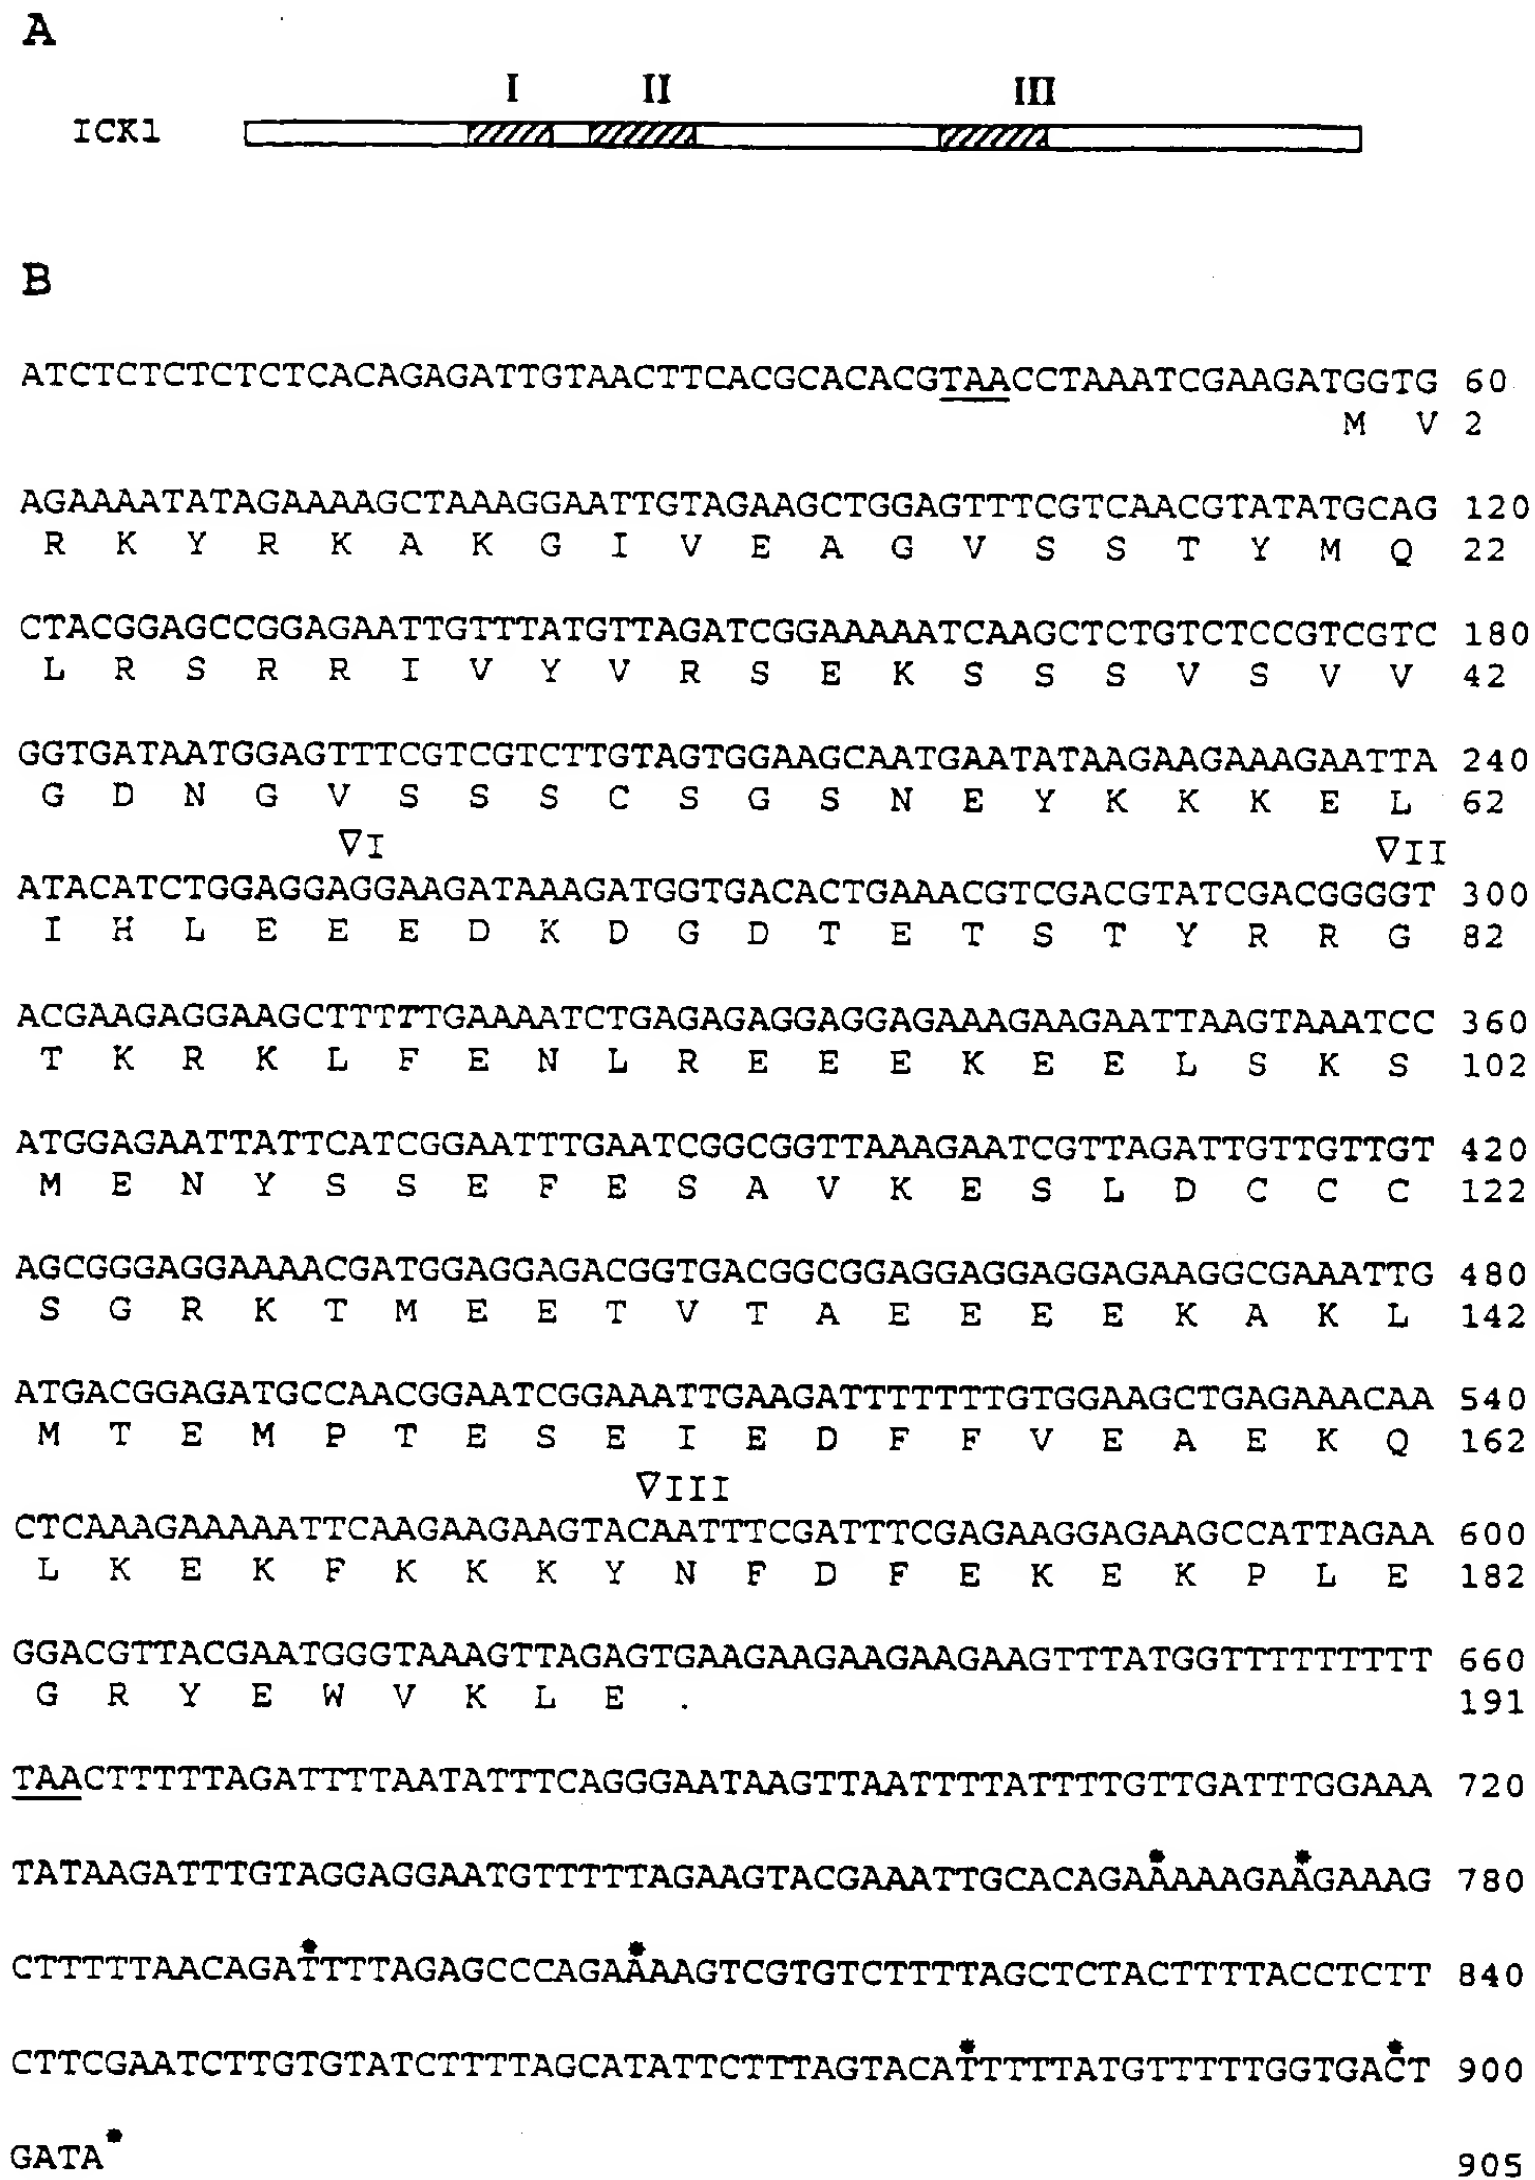 A
I II III
ICK1
B
ATCTCTCTCTCTCACAGAGATTGTAACTTCACGCACACGTAACCTAAATCGAAGATGGTG 60
M V 2
AGAAAATATAGAAAAGCTAAAGGAATTGTAGAAGCTGGAGTTTCGTCAACGTATATGCAG 120
R K Y R K A K G I V E A G V S S T Y M Q 22
CTACGGAGCCGGAGAATTGTTTATGTTAGATCGGAAAAATCAAGCTCTGTCTCCGTCGTC 180
L R S R R I V Y V R S E K S S S V S V V 42
GGTGATAATGGAGTTTCGTCGTCTTGTAGTGGAAGCAATGAATATAAGAAGAAAGAATTA 240
G D N G V S S S C S G S N E Y K K K E L 62
▽I ▽II
ATACATCTGGAGGAGGAAGATAAAGATGGTGACACTGAAACGTCGACGTATCGACGGGGT 300
I H L E E E D K D G D T E T S T Y R R G 82
ACGAAGAGGAAGCTTTTTGAAAATCTGAGAGAGGAGGAGAAAGAAGAATTAAGTAAATCC 360
T K R K L F E N L R E E E K E E L S K S 102
ATGGAGAATTATTCATCGGAATTTGAATCGGCGGTTAAAGAATCGTTAGATTGTTGTTGT 420
M E N Y S S E F E S A V K E S L D C C C 122
AGCGGGAGGAAAACGATGGAGGAGACGGTGACGGCGGAGGAGGAGGAGAAGGCGAAATTG 480
S G R K T M E E T V T A E E E E K A K L 142
ATGACGGAGATGCCAACGGAATCGGAAATTGAAGATTTTTTTGTGGAAGCTGAGAAACAA 540
M T E M P T E S E I E D F F V E A E K Q 162
▽III
CTCAAAGAAAAATTCAAGAAGAAGTACAATTTCGATTTCGAGAAGGAGAAGCCATTAGAA 600
L K E K F K K K Y N F D F E K E K P L E 182
GGACGTTACGAATGGGTAAAGTTAGAGTGAAGAAGAAGAAGAAGTTTATGGTTTTTTTTT 660
G R Y E W V K L E . 191
TAACTTTTTAGATTTTAATATTTCAGGGAATAAGTTAATTTTATTTTGTTGATTTGGAAA 720
TATAAGATTTGTAGGAGGAATGTTTTTTAGAAGTACGAAATTGCACAGAAAAAGAAGAAAG 780
CTTTTTAACAGATTTTAGAGCCCAGAAAAAGTCGTGTCTTTTTAGCTCTACTTTTACCTCTT 840
CTTCGAATCTTGTGTATCTTTTAGCATATTCTTTAGTACATTTTTATGTTTTTGGTGACT 900
GATA 905